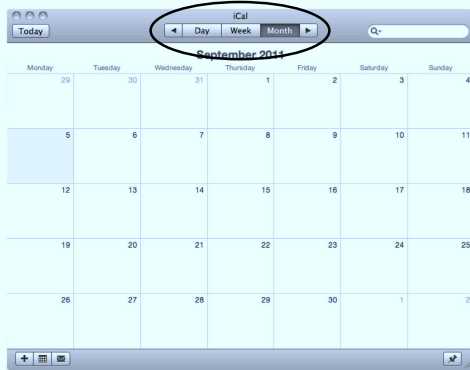 iCal
Today ◀ Day Week Month ▶
September 2011
Monday Tuesday Wednesday Thursday Friday Saturday Sunday
29 30 31 1 2 3 4
5 6 7 8 9 10 11
12 13 14 15 16 17 18
19 20 21 22 23 24 25
26 27 28 29 30 1 2